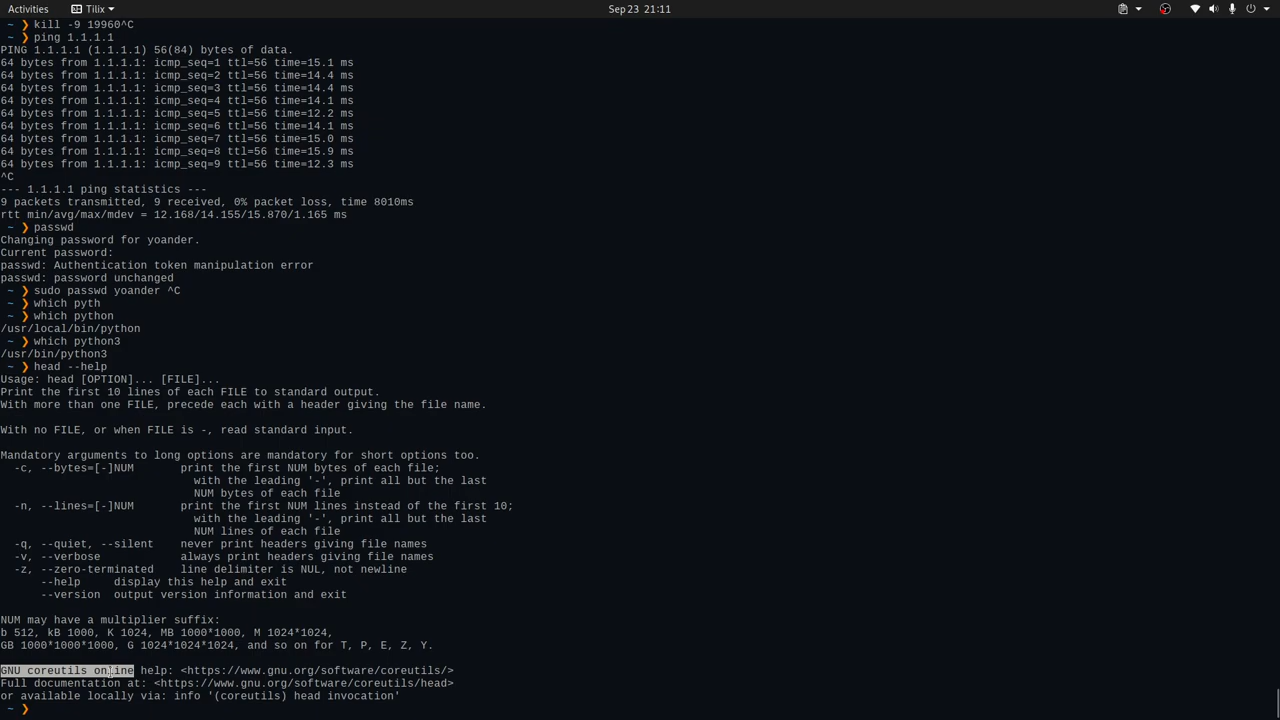 Activities Tilix Sep 23 21:11
~ ❯ kill -9 19960^C
~ ❯ ping 1.1.1.1
PING 1.1.1.1 (1.1.1.1) 56(84) bytes of data.
64 bytes from 1.1.1.1: icmp_seq=1 ttl=56 time=15.1 ms
64 bytes from 1.1.1.1: icmp_seq=2 ttl=56 time=14.4 ms
64 bytes from 1.1.1.1: icmp_seq=3 ttl=56 time=14.4 ms
64 bytes from 1.1.1.1: icmp_seq=4 ttl=56 time=14.1 ms
64 bytes from 1.1.1.1: icmp_seq=5 ttl=56 time=12.2 ms
64 bytes from 1.1.1.1: icmp_seq=6 ttl=56 time=14.1 ms
64 bytes from 1.1.1.1: icmp_seq=7 ttl=56 time=15.0 ms
64 bytes from 1.1.1.1: icmp_seq=8 ttl=56 time=15.9 ms
64 bytes from 1.1.1.1: icmp_seq=9 ttl=56 time=12.3 ms
^C
--- 1.1.1.1 ping statistics ---
9 packets transmitted, 9 received, 0% packet loss, time 8010ms
rtt min/avg/max/mdev = 12.168/14.155/15.870/1.165 ms
~ ❯ passwd
Changing password for yoander.
Current password:
passwd: Authentication token manipulation error
passwd: password unchanged
~ ❯ sudo passwd yoander ^C
~ ❯ which pyth
~ ❯ which python
/usr/local/bin/python
~ ❯ which python3
/usr/bin/python3
~ ❯ head --help
Usage: head [OPTION]... [FILE]...
Print the first 10 lines of each FILE to standard output.
With more than one FILE, precede each with a header giving the file name.
With no FILE, or when FILE is -, read standard input.
Mandatory arguments to long options are mandatory for short options too.
-c, --bytes=[-]NUM print the first NUM bytes of each file;
with the leading '-', print all but the last
NUM bytes of each file
-n, --lines=[-]NUM print the first NUM lines instead of the first 10;
with the leading '-', print all but the last
NUM lines of each file
-q, --quiet, --silent never print headers giving file names
-v, --verbose always print headers giving file names
-z, --zero-terminated line delimiter is NUL, not newline
--help display this help and exit
--version output version information and exit
NUM may have a multiplier suffix:
b 512, kB 1000, K 1024, MB 1000*1000, M 1024*1024,
GB 1000*1000*1000, G 1024*1024*1024, and so on for T, P, E, Z, Y.
GNU coreutils online help: <https://www.gnu.org/software/coreutils/>
Full documentation at: <https://www.gnu.org/software/coreutils/head>
or available locally via: info '(coreutils) head invocation'
~ ❯